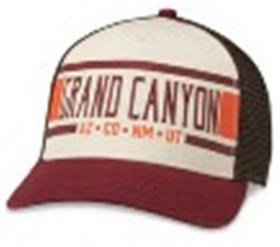 GRAND CANYON
AZ • CO • NM • UT